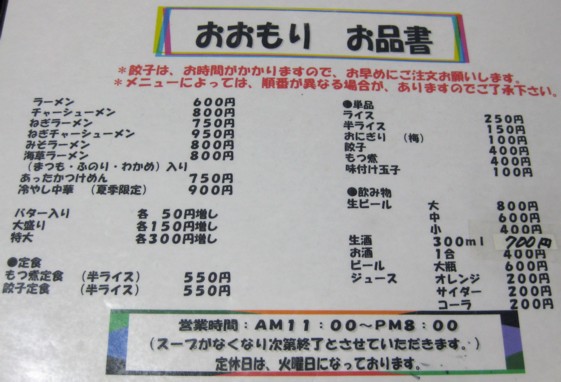 おおもり お品書
＊餃子は、お時間がかかりますので、お早めにご注文お願いします。
＊メニューによっては、順番が異なる場合が、ありますのでご了承下さい。
ラーメン 600円
チャーシューメン 800円
ねぎラーメン 750円
ねぎチャーシューメン 950円
みそラーメン 800円
海草ラーメン 800円
（まつも・ふのり・わかめ）入り
あったかつけめん 750円
冷やし中華 （夏季限定） 900円
バター入り 各 50円増し
大盛り 各150円増し
特大 各300円増し
●定食
もつ煮定食 （半ライス） 550円
餃子定食 （半ライス） 550円
●単品
ライス 250円
半ライス 150円
おにぎり （梅） 100円
餃子 400円
もつ煮 400円
味付け玉子 100円
●飲み物
生ビール 大 800円
中 600円
小 400円
生酒 300ml 700円
お酒 1合 400円
ビール 大瓶 600円
ジュース オレンジ 200円
サイダー 200円
コーラ 200円
営業時間：AM11：00～PM8：00
（スープがなくなり次第終了とさせていただきます。）
定休日は、火曜日になっております。